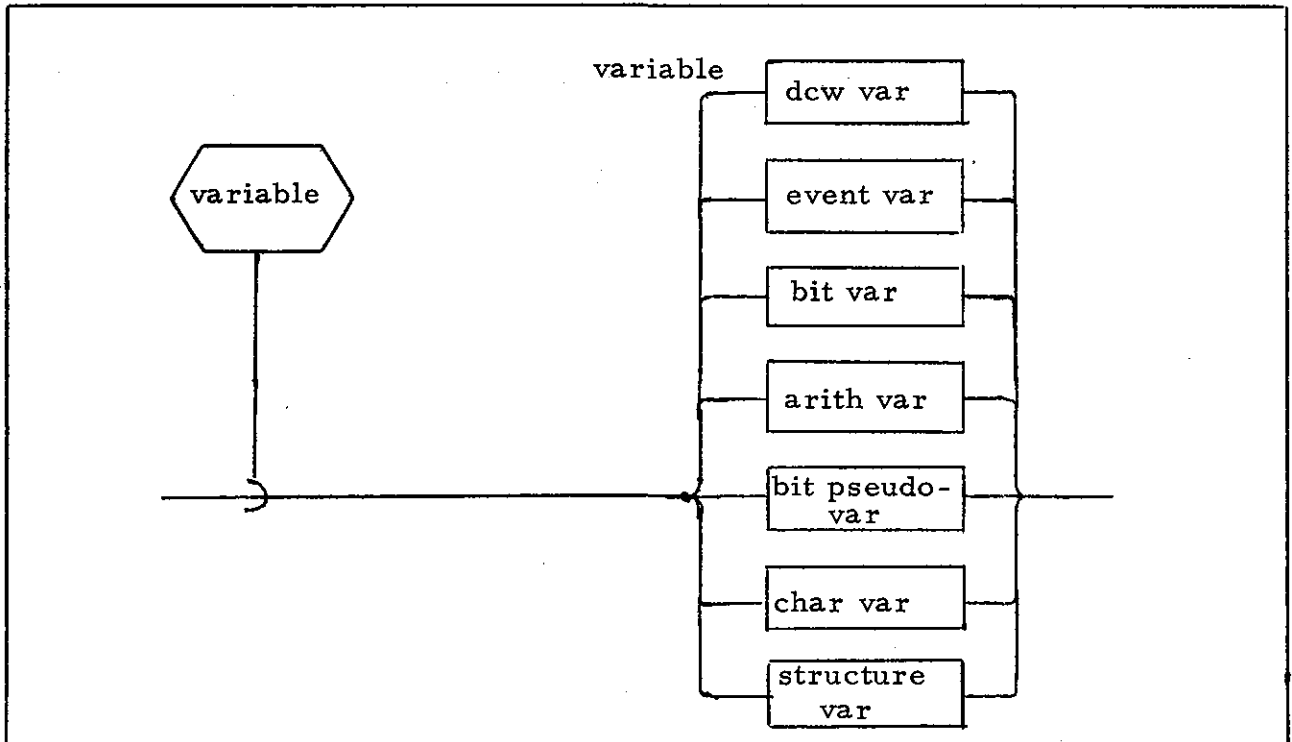 variable
dcw var
variable
event var
bit var
arith var
bit pseudo-
var
char var
structure
var